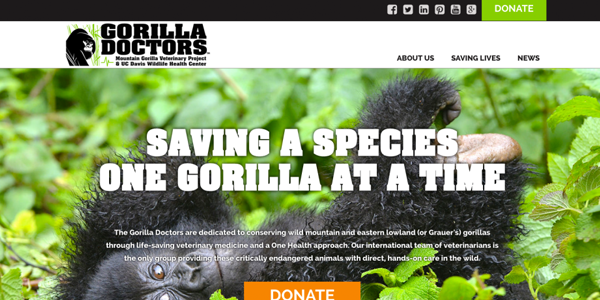 DONATE
GORILLA
DOCTORS
Mountain Gorilla Veterinary Project
& UC Davis Wildlife Health Center
ABOUT US SAVING LIVES NEWS
SAVING A SPECIES
ONE GORILLA AT A TIME
The Gorilla Doctors are dedicated to conserving wild mountain and eastern lowland (or Grauer's) gorillas
through life-saving veterinary medicine and a One Health approach. Our international team of veterinarians is
the only group providing these critically endangered animals with direct, hands-on care in the wild.
DONATE